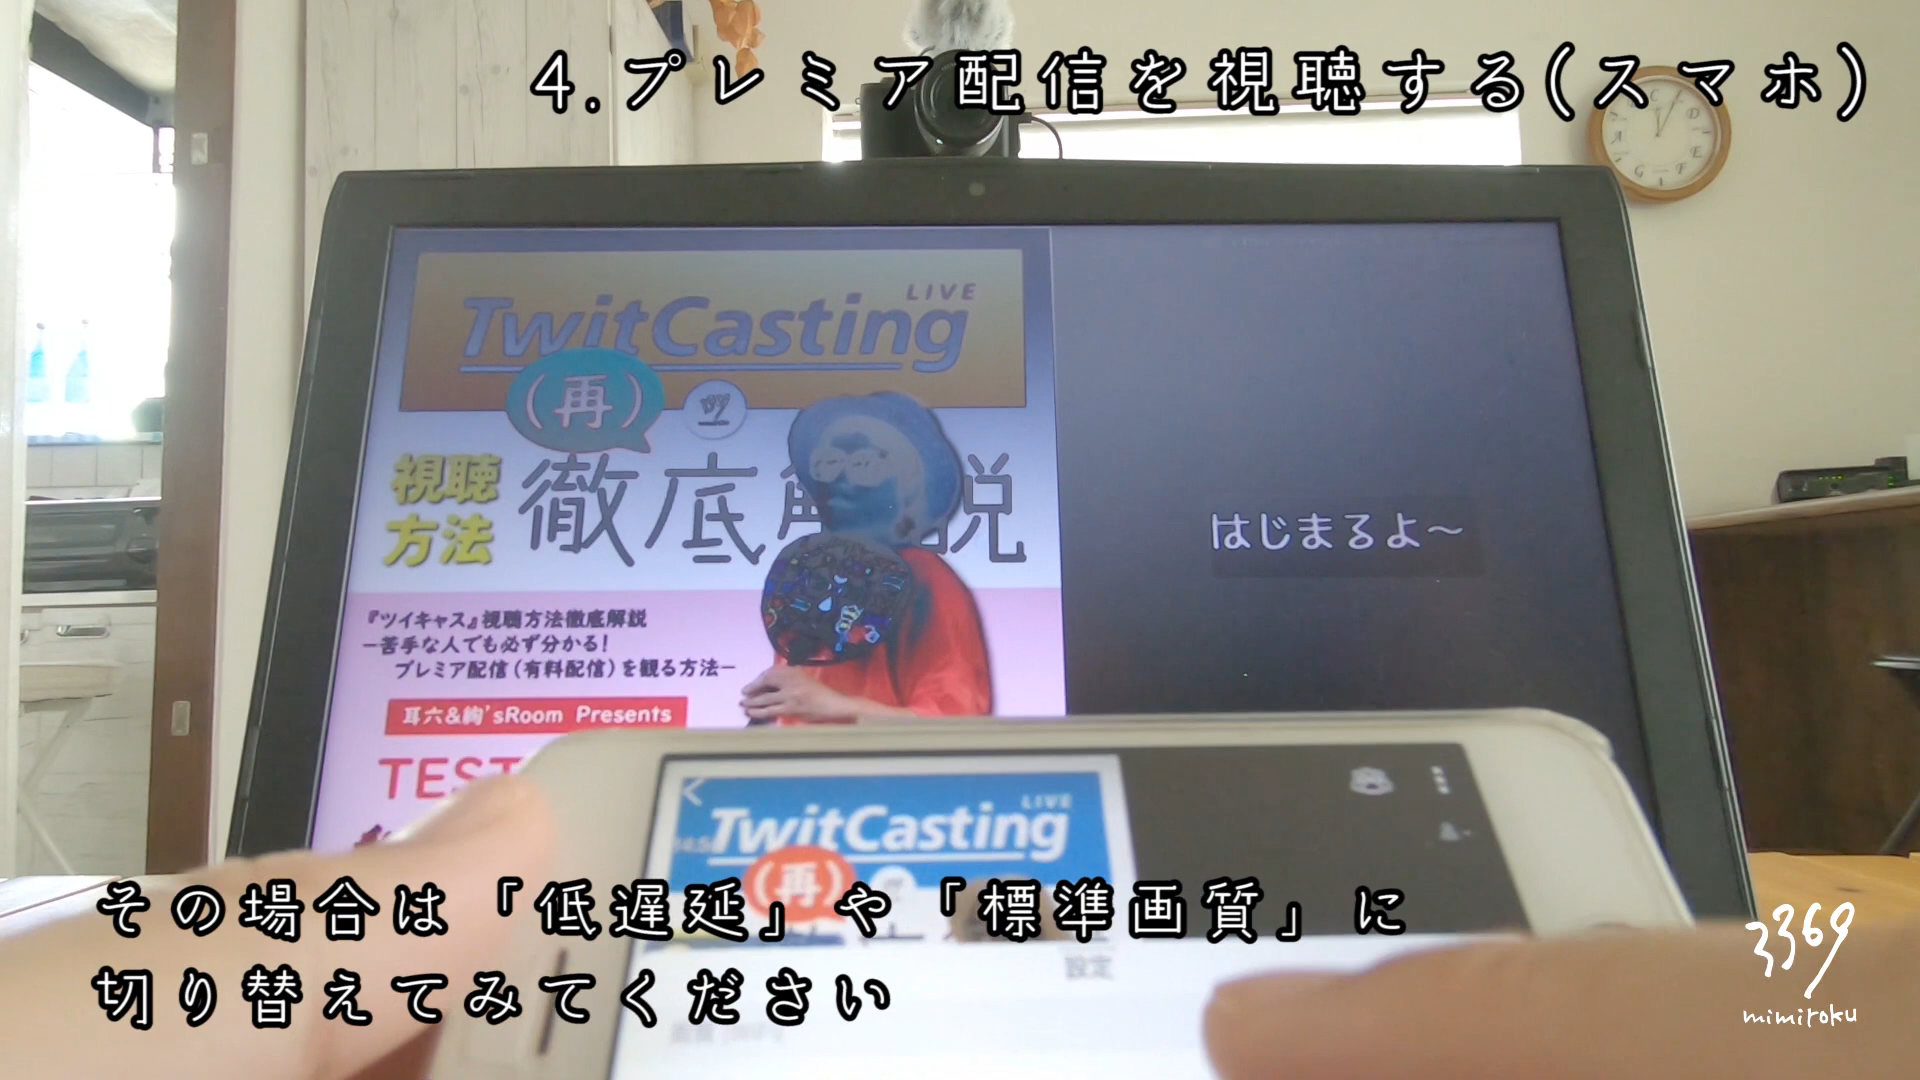 4.プレミア配信を視聴する(スマホ)
LIVE
TwitCasting
(再)
視聴
方法
徹底解説
『ツイキャス』視聴方法徹底解説
ー苦手な人でも必ず分かる!
プレミア配信(有料配信)を観る方法ー
耳六&絢'sRoom Presents
TEST
はじまるよ～
LIVE
TwitCasting
(再)
設定
その場合は「低遅延」や「標準画質」に
切り替えてみてください
3369
mimiroku